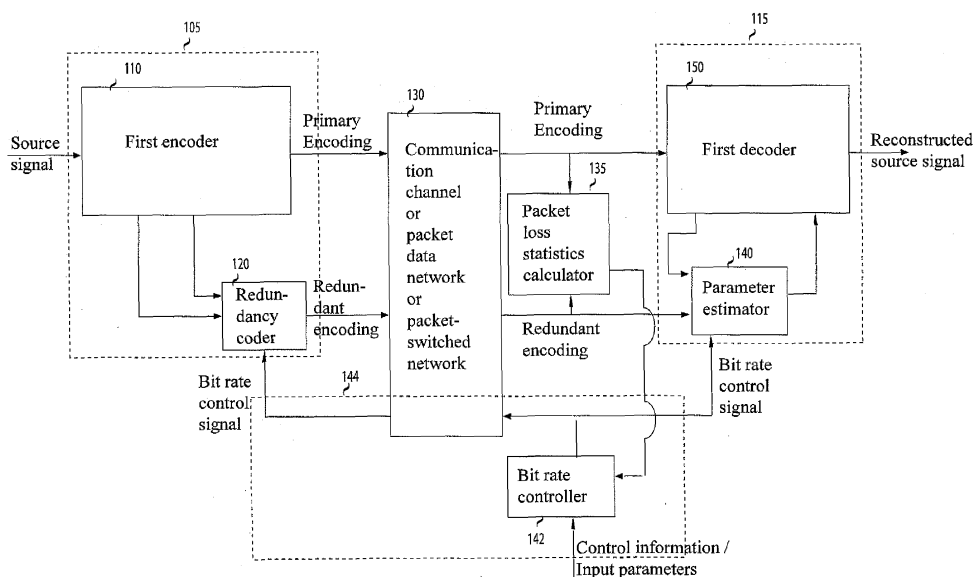 105
110
First encoder
Source
signal
Primary
Encoding
130
Communica-
tion
channel
or
packet
data
network
or
packet-
switched
network
Primary
Encoding
135
Packet
loss
statistics
calculator
115
150
First decoder
Reconstructed
source signal
140
Parameter
estimator
120
Redun-
dancy
coder
Redun-
dant
encoding
Redundant
encoding
Bit rate
control
signal
144
Bit rate
control
signal
Bit rate
controller
142
Control information /
Input parameters